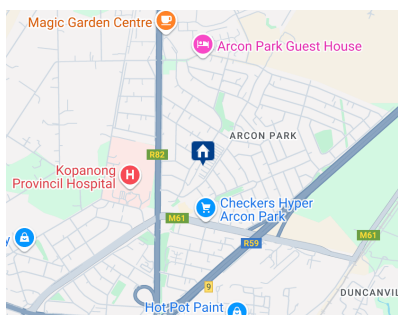 Magic Garden Centre
Arcon Park Guest House
ARCON PARK
R82
Kopanong
Provincil Hospital
H
Checkers Hyper
Arcon Park
M61
M61
R59
y
9
DUNCANVIL
Hot Pot Paint